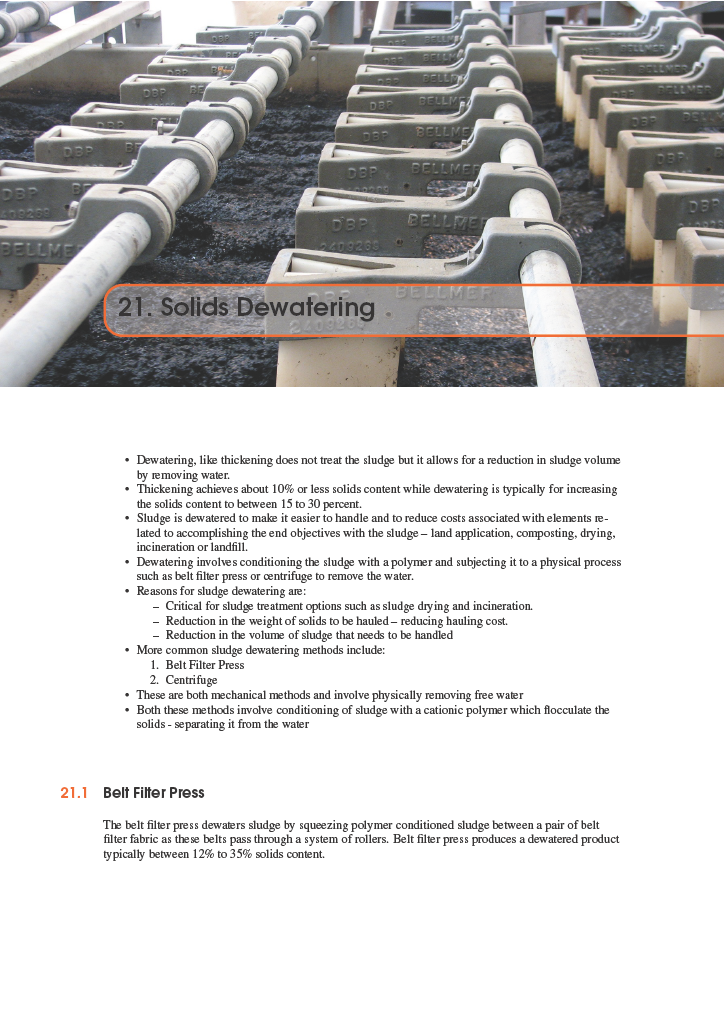 DBP BELLMER
DBP BELLMER
DBP BELLMER
DBP BELLMER
2409268
DBP BELLMER
21. Solids Dewatering
• Dewatering, like thickening does not treat the sludge but it allows for a reduction in sludge volume
by removing water.
• Thickening achieves about 10% or less solids content while dewatering is typically for increasing
the solids content to between 15 to 30 percent.
• Sludge is dewatered to make it easier to handle and to reduce costs associated with elements re-
lated to accomplishing the end objectives with the sludge – land application, composting, drying,
incineration or landfill.
• Dewatering involves conditioning the sludge with a polymer and subjecting it to a physical process
such as belt filter press or centrifuge to remove the water.
• Reasons for sludge dewatering are:
– Critical for sludge treatment options such as sludge drying and incineration.
– Reduction in the weight of solids to be hauled – reducing hauling cost.
– Reduction in the volume of sludge that needs to be handled
• More common sludge dewatering methods include:
1. Belt Filter Press
2. Centrifuge
• These are both mechanical methods and involve physically removing free water
• Both these methods involve conditioning of sludge with a cationic polymer which flocculate the
solids - separating it from the water
21.1 Belt Filter Press
The belt filter press dewaters sludge by squeezing polymer conditioned sludge between a pair of belt
filter fabric as these belts pass through a system of rollers. Belt filter press produces a dewatered product
typically between 12% to 35% solids content.